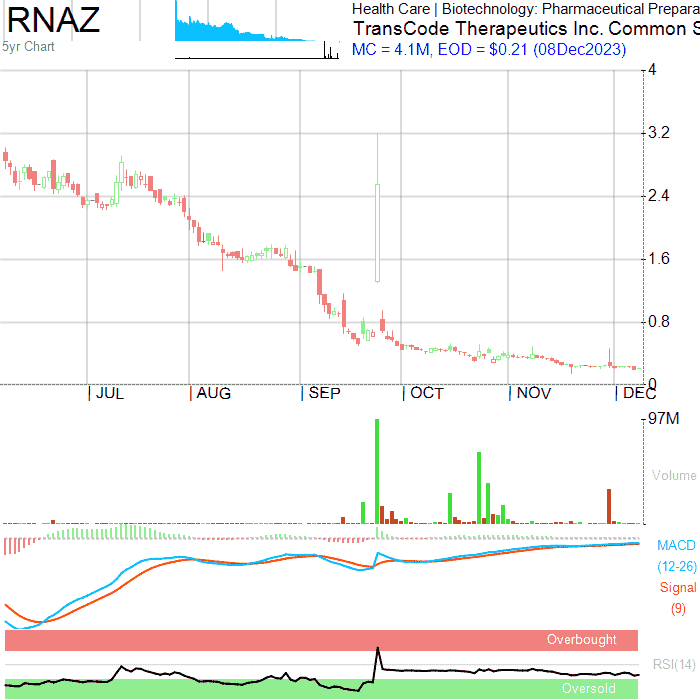 RNAZ
5yr Chart
Health Care | Biotechnology: Pharmaceutical Prepara
TransCode Therapeutics Inc. Common S
MC = 4.1M, EOD = $0.21 (08Dec2023)
4
3.2
2.4
1.6
0.8
0
JUL AUG SEP OCT NOV DEC
97M
Volume
MACD
(12-26)
Signal
(9)
Overbought
RSI(14)
Oversold